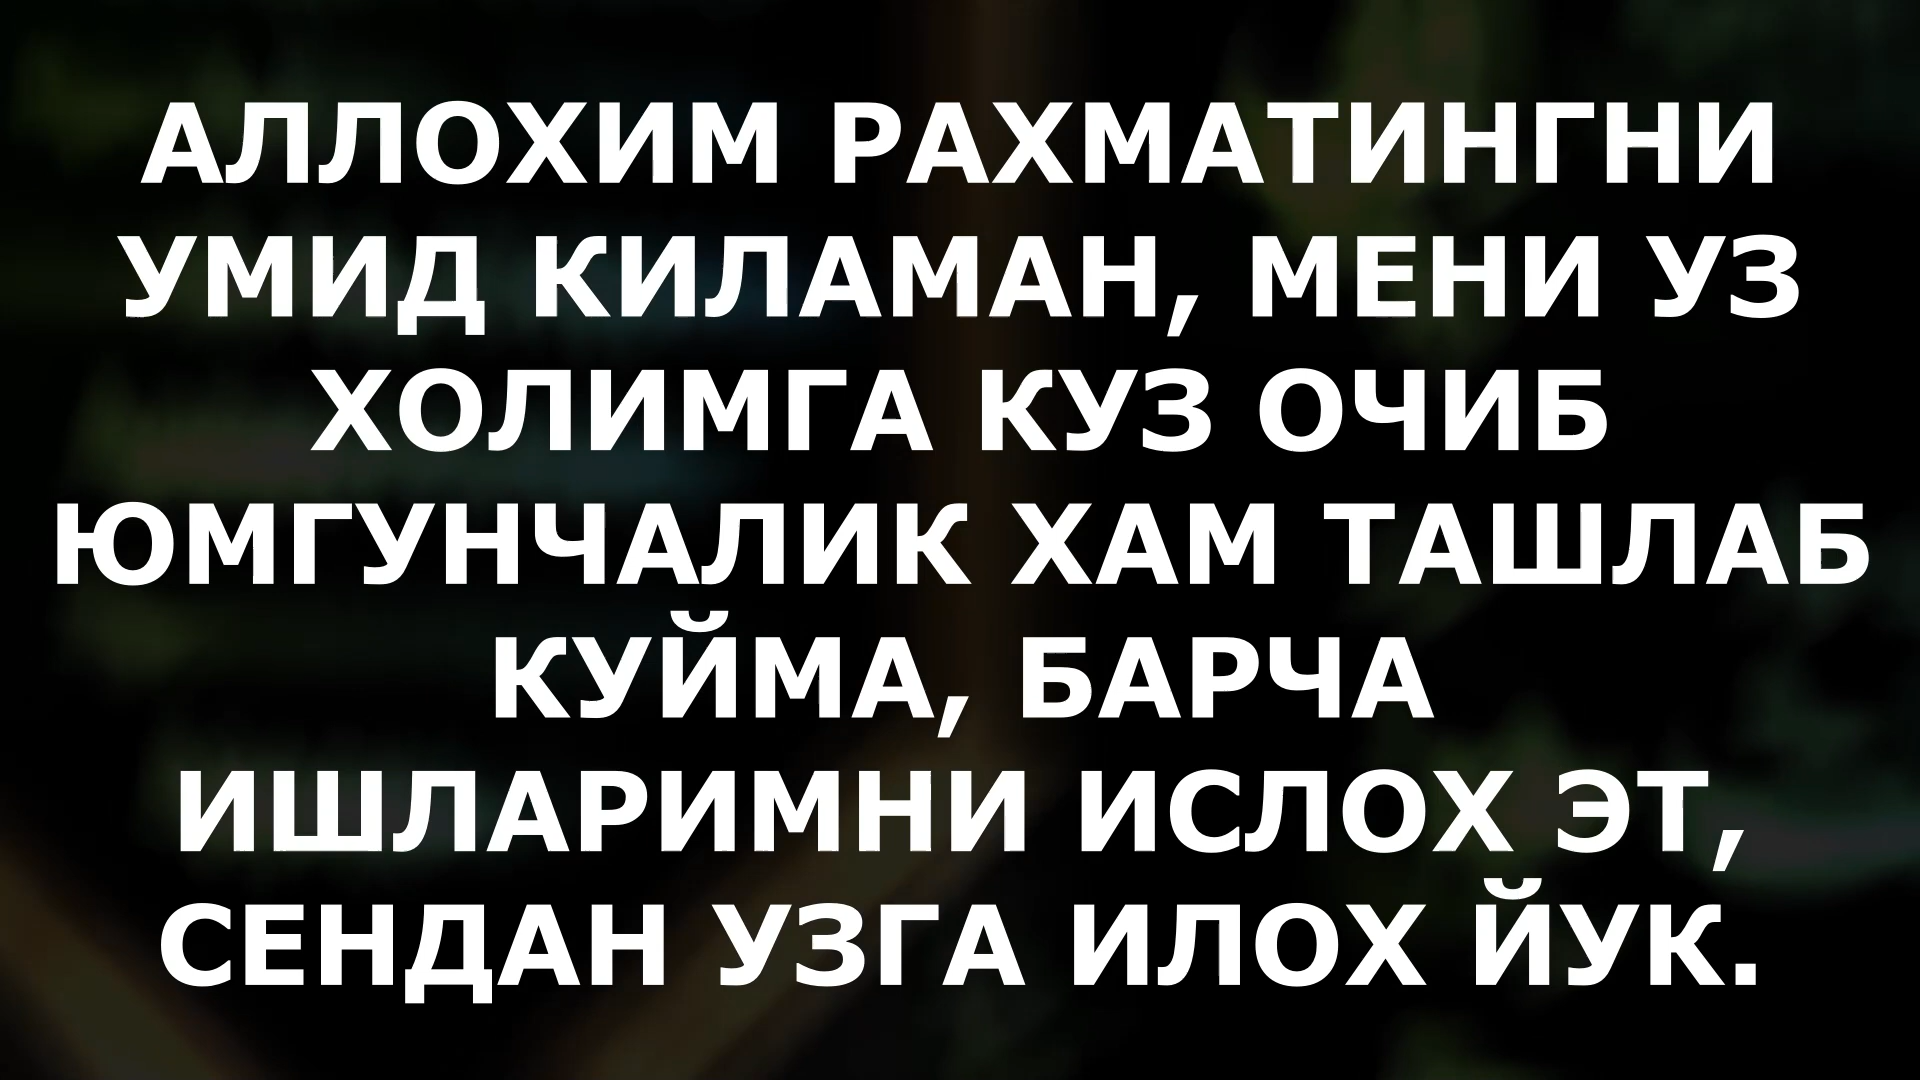 АЛЛОХИМ РАХМАТИНГНИ
УМИД КИЛАМАН, МЕНИ УЗ
ХОЛИМГА КУЗ ОЧИБ
ЮМГУНЧАЛИК ХАМ ТАШЛАБ
КУЙМА, БАРЧА
ИШЛАРИМНИ ИСЛОХ ЭТ,
СЕНДАН УЗГА ИЛОХ ЙУК.